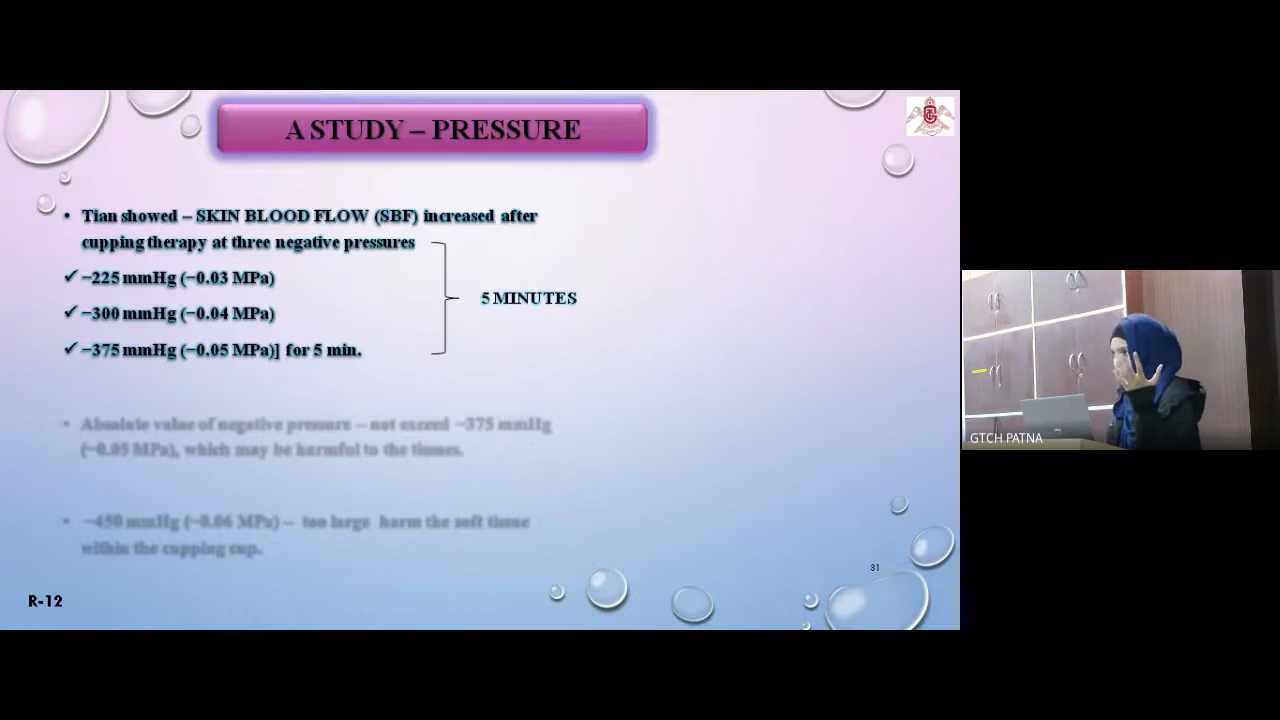 A STUDY – PRESSURE
• Tian showed – SKIN BLOOD FLOW (SBF) increased after
cupping therapy at three negative pressures
✓ −225 mmHg (−0.03 MPa)
✓ −300 mmHg (−0.04 MPa)
✓ −375 mmHg (−0.05 MPa)] for 5 min.
5 MINUTES
• Absolute value of negative pressure – not exceed −375 mmHg
(−0.05 MPa), which may be harmful to the tissues.
• −450 mmHg (−0.06 MPa) – too large harm the soft tissue
within the cupping cup.
31
R-12
GTCH PATNA